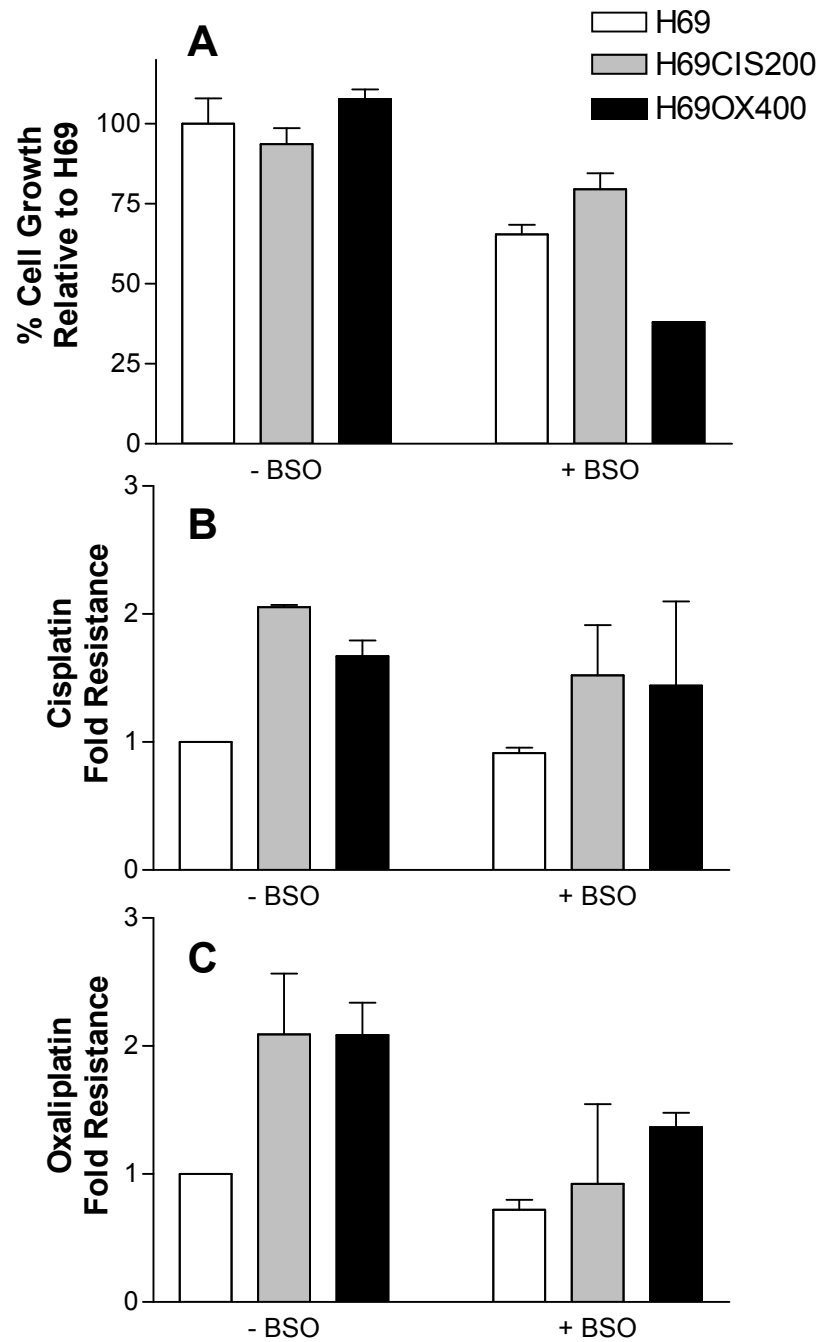 H69
H69CIS200
H69OX400
A
% Cell Growth
Relative to H69
100
75
50
25
0
- BSO
+ BSO
B
Cisplatin
Fold Resistance
3
2
1
0
- BSO
+ BSO
C
Oxaliplatin
Fold Resistance
3
2
1
0
- BSO
+ BSO